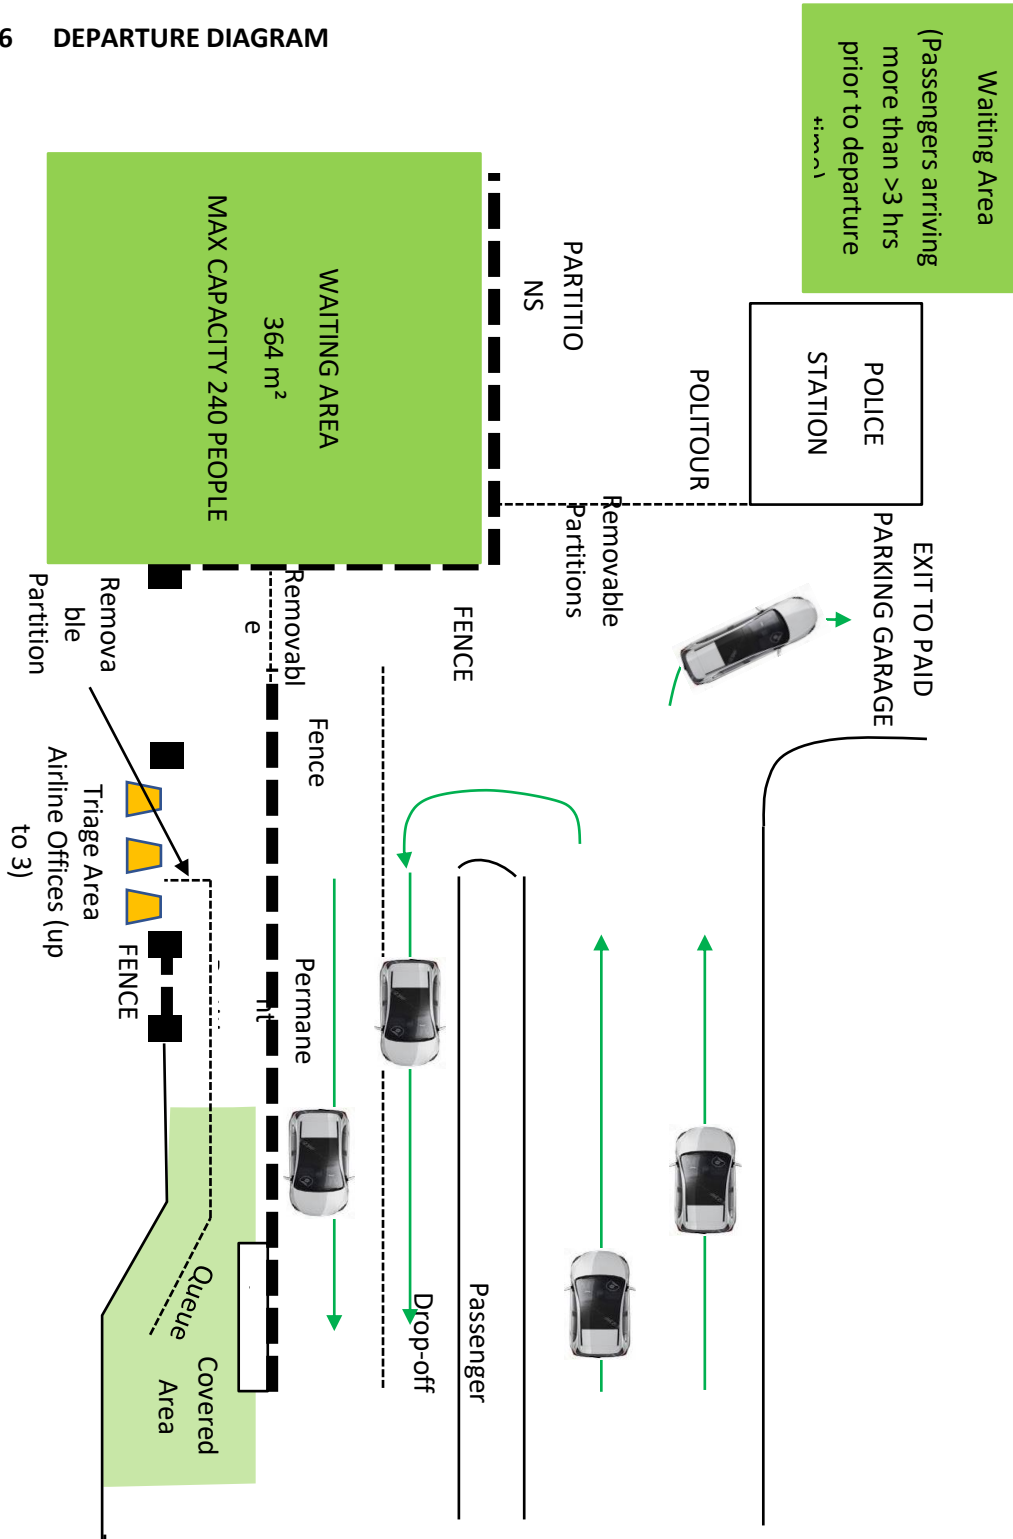 6 DEPARTURE DIAGRAM
Waiting Area
(Passengers arriving
more than >3 hrs
prior to departure
time)
POLICE
STATION
POLITOUR
PARTITIO
NS
WAITING AREA
364 m²
MAX CAPACITY 240 PEOPLE
Removable
Partitions
EXIT TO PAID
PARKING GARAGE
FENCE
Removabl
e
Fence
Permane
nt
Remova
ble
Partition
Triage Area
Airline Offices (up
to 3)
FENCE
Passenger
Drop-off
Queue
Covered
Area